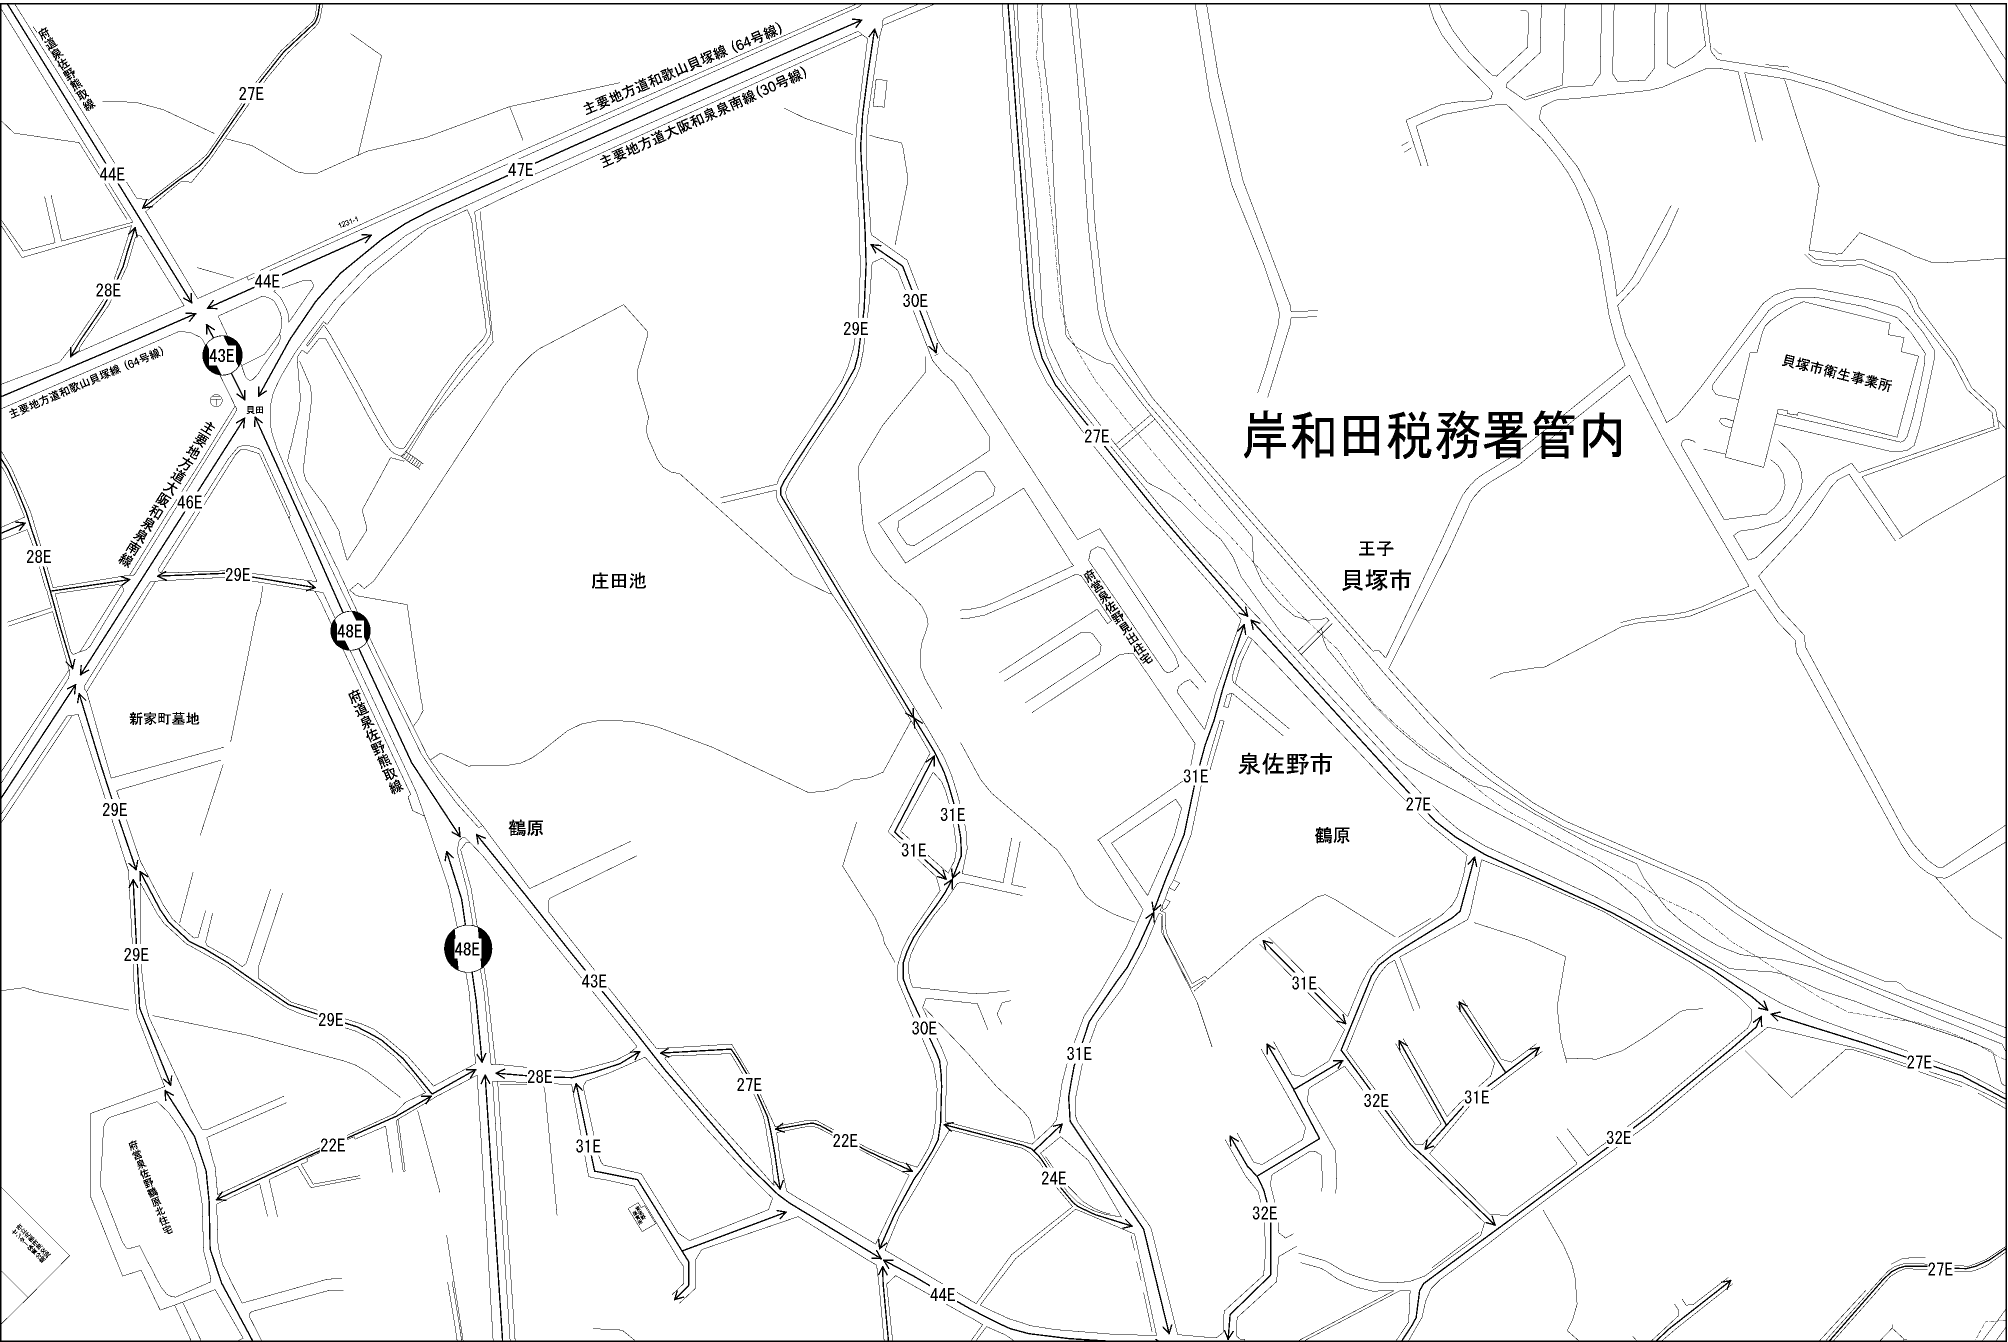 府道泉佐野熊取線
27E
主要地方道和歌山貝塚線(64号線)
主要地方道大阪和泉泉南線(30号線)
44E
47E
1231-1
44E
28E
30E
29E
43E
主要地方道和歌山貝塚線(64号線)
貝田
貝塚市衛生事業所
岸和田税務署管内
27E
主要地方道大阪和泉泉南線
46E
28E
29E
王子
貝塚市
庄田池
府営泉佐野見出住宅
48E
新家町墓地
府道泉佐野熊取線
泉佐野市
31E
27E
29E
鶴原
31E
鶴原
31E
29E
48E
43E
31E
29E
30E
31E
27E
28E
27E
32E
31E
22E
31E
22E
32E
24E
府営泉佐野鶴原北住宅
32E
27E
44E